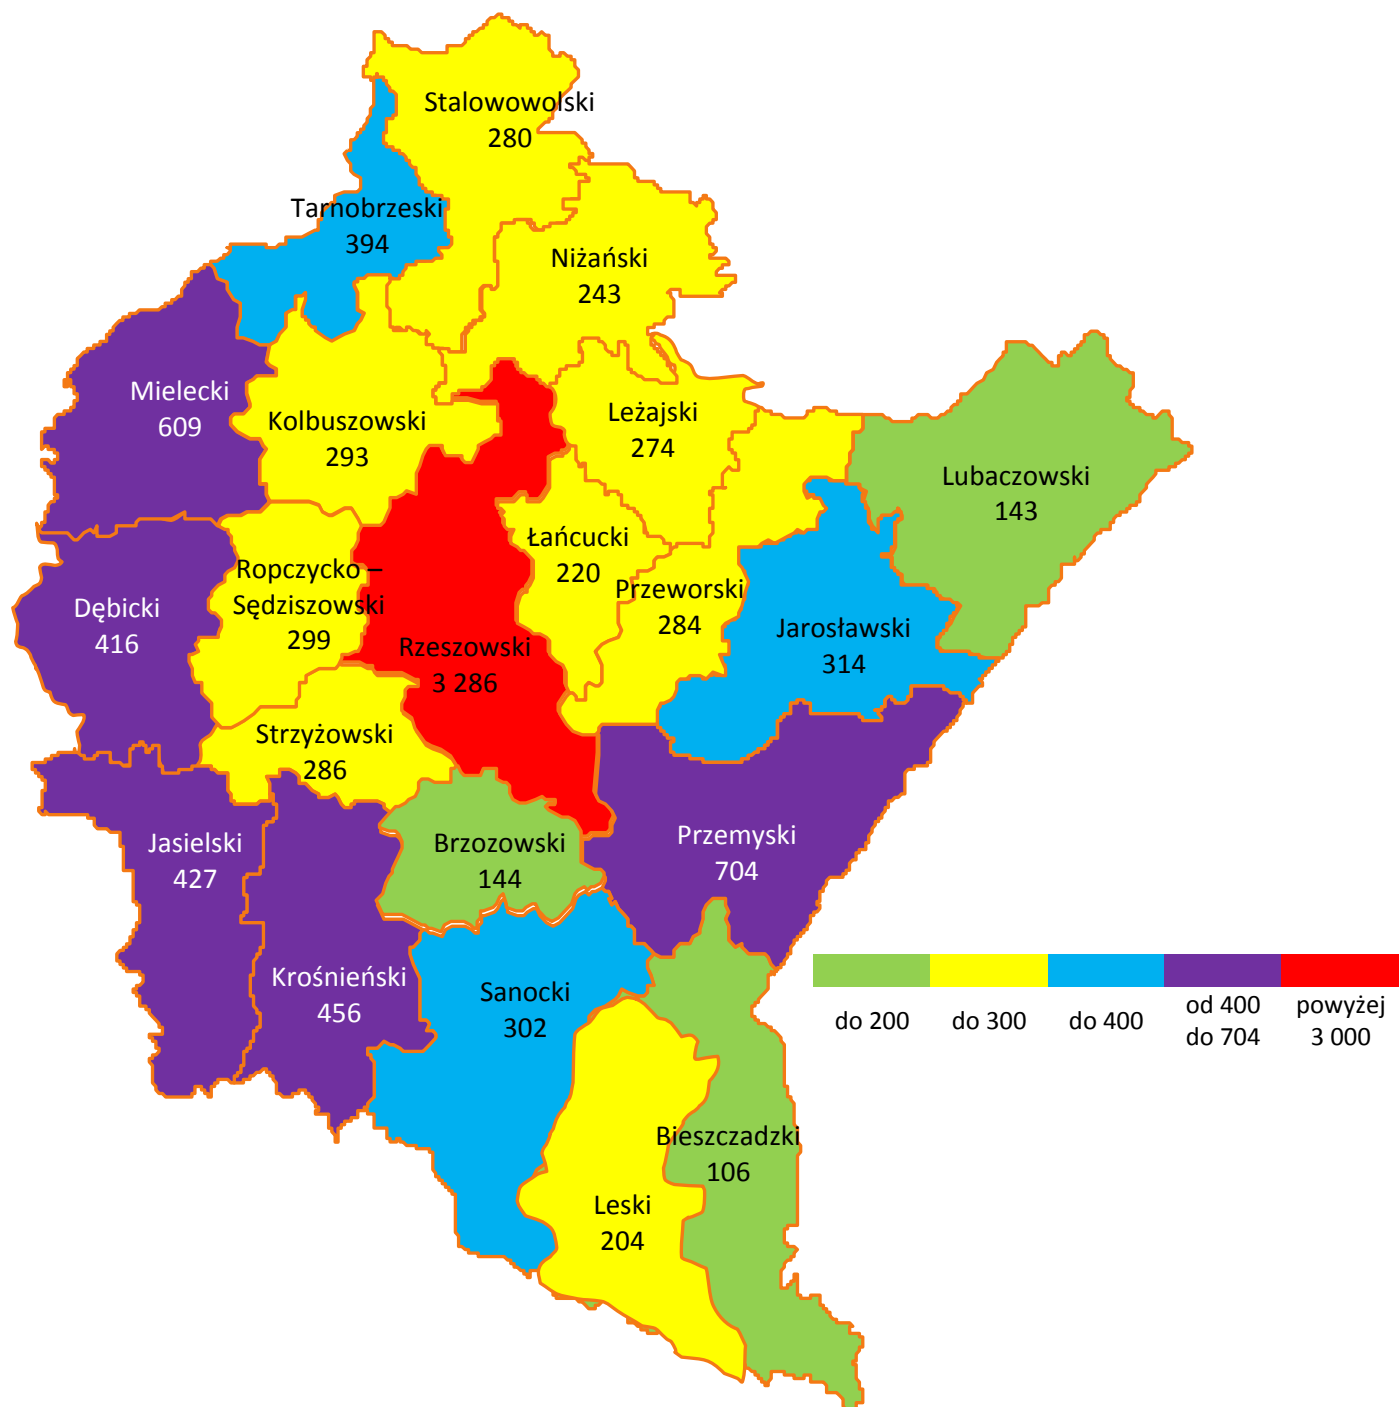 Stalowowolski
280
Tarnobrzeski
394
Niżański
243
Mielecki
609
Kolbuszowski
293
Leżajski
274
Lubaczowski
143
Łańcucki
220
Ropczycko –
Sędziszowski
299
Przeworski
284
Dębicki
416
Jarosławski
314
Rzeszowski
3 286
Strzyżowski
286
Jasielski
427
Brzozowski
144
Przemyski
704
Krośnieński
456
Sanocki
302
Bieszczadzki
106
Leski
204
do 200
do 300
do 400
od 400
do 704
powyżej
3 000